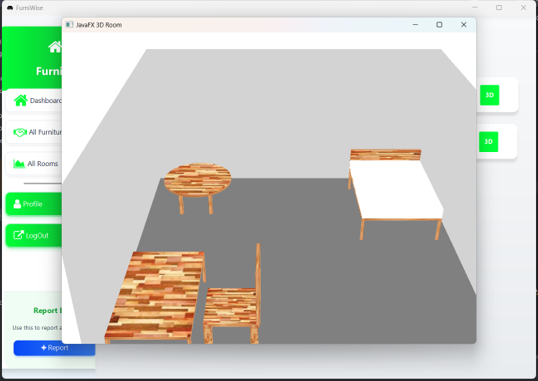 FurniWise
JavaFX 3D Room
Furni
Dashboard
All Furnitur
All Rooms
Profile
LogOut
3D
3D
Report
Use this to report a
+ Report